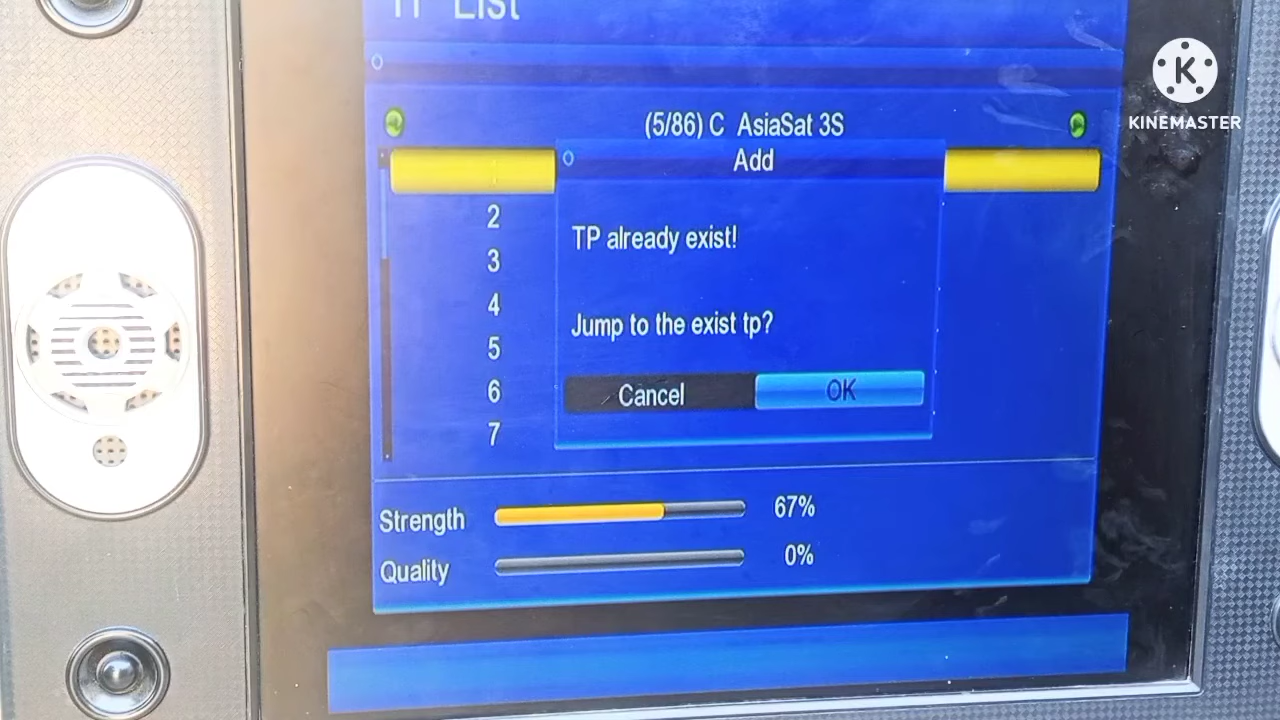 TP List
(5/86) C AsiaSat 3S
K
KINEMASTER
Add
TP already exist!
Jump to the exist tp?
Cancel OK
2
3
4
5
6
7
Strength 67%
Quality 0%